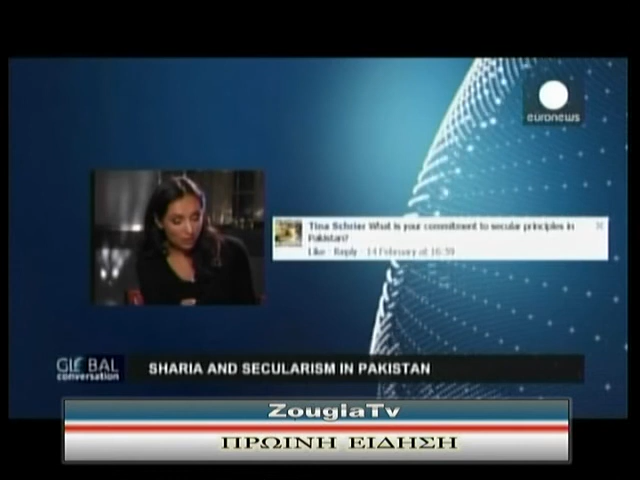 euronews
Tina Schrier What is your commitment to secular principles in
Pakistan?
Like · Reply · 14 February at 16:39
GLOBAL
conversation
SHARIA AND SECULARISM IN PAKISTAN
ZougiaTv
ΠΡΩΙΝΗ ΕΙΔΗΣΗ